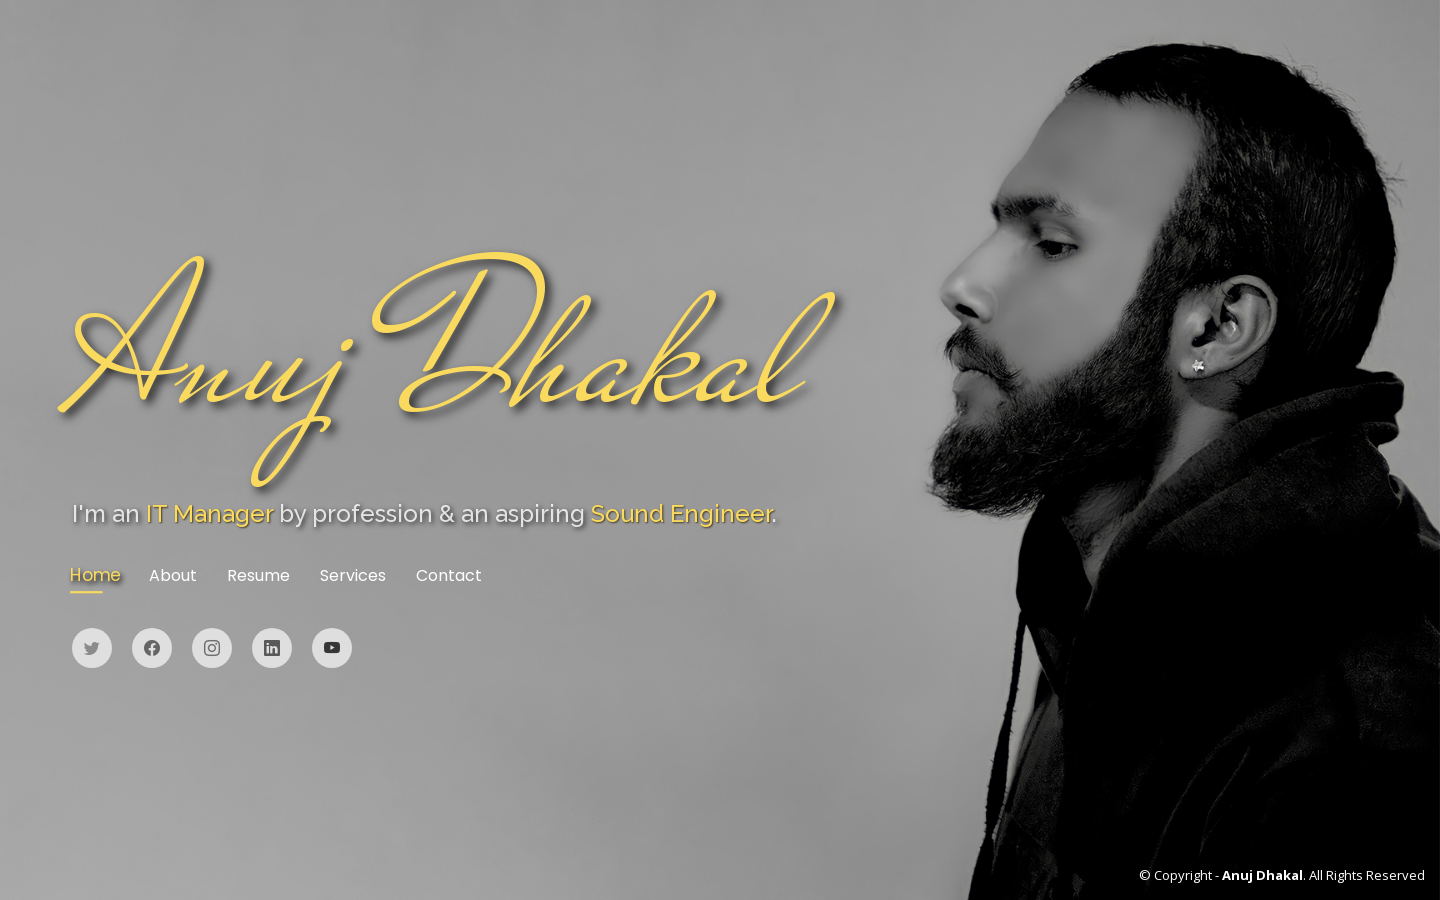 Anuj Dhakal
I'm an IT Manager by profession & an aspiring Sound Engineer.
Home About Resume Services Contact
© Copyright - Anuj Dhakal. All Rights Reserved